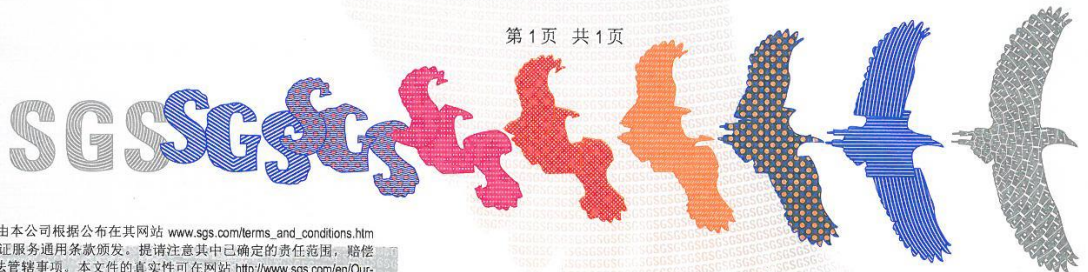 第1页 共1页
SGS SGS SGS
由本公司根据公布在其网站 www.sgs.com/terms_and_conditions.htm
证服务通用条款颁发。提请注意其中已确定的责任范围，赔偿
法管辖事项。本文件的真实性可在网站 http://www.sgs.com/en/Our-